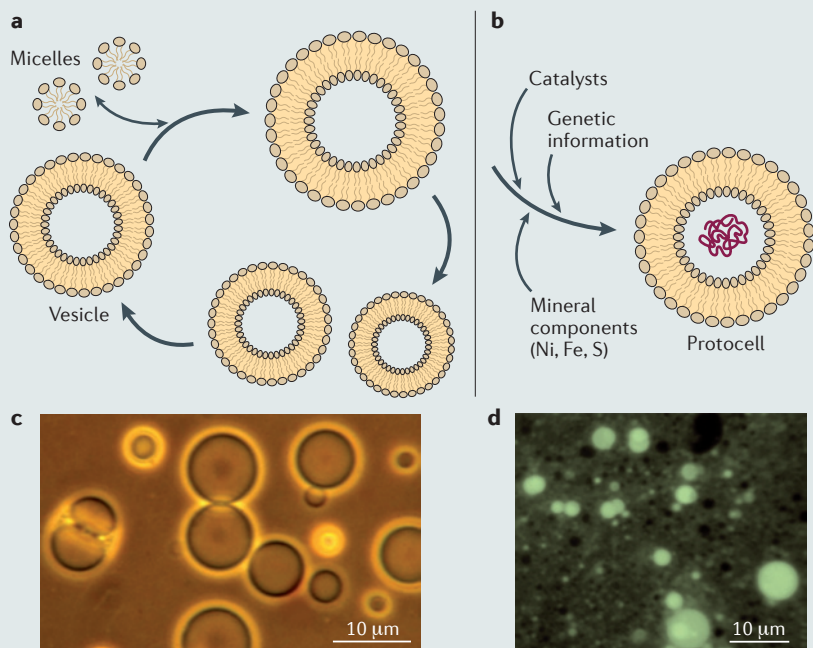 a
Micelles
Vesicle
b
Catalysts
Genetic
information
Mineral
components
(Ni, Fe, S)
Protocell
c
10 μm
d
10 μm